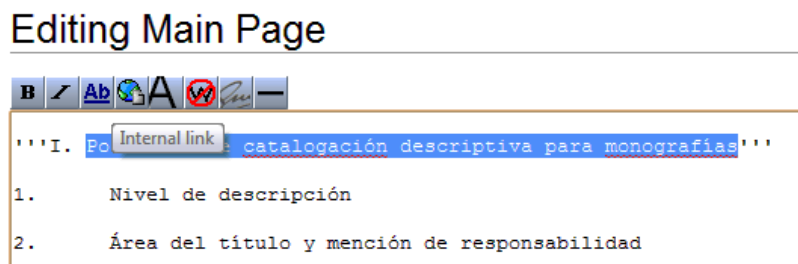 Editing Main Page
B I Ab A W
Internal link
'''I. Po catalogación descriptiva para monografías'''
1. Nivel de descripción
2. Área del título y mención de responsabilidad